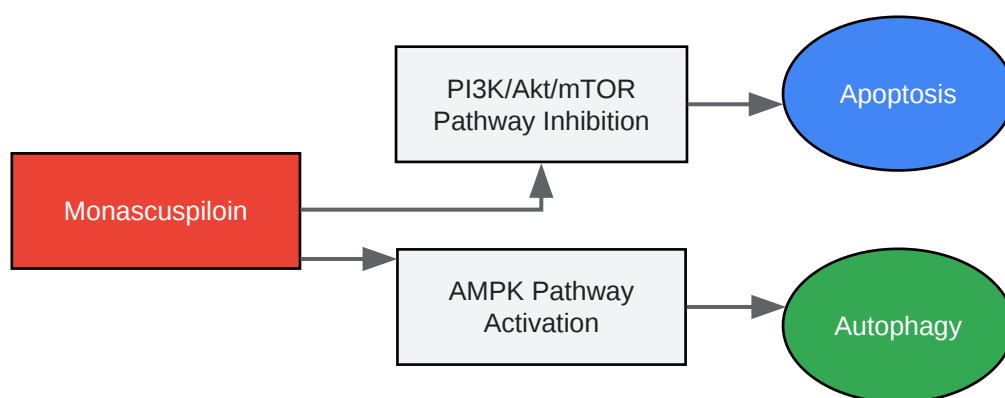 PI3K/Akt/mTOR
Pathway Inhibition
Apoptosis
Monascuspiloin
AMPK Pathway
Activation
Autophagy